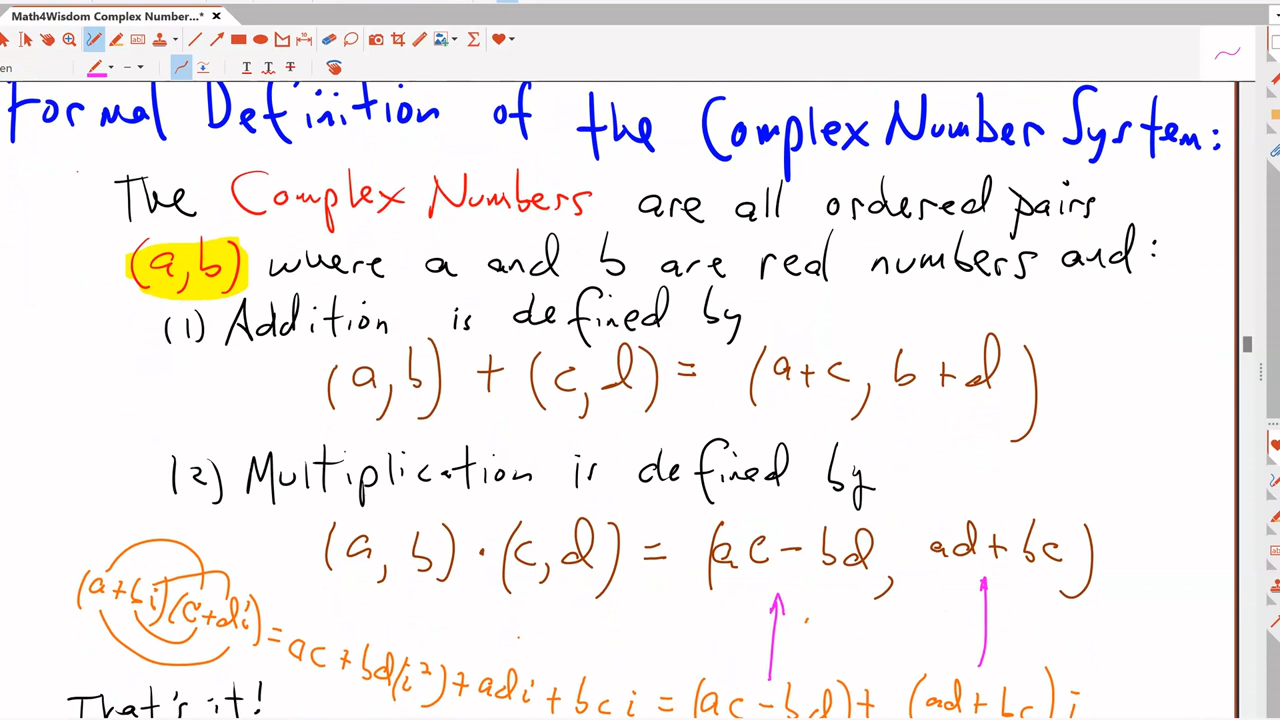 Math4Wisdom Complex Number...*
en
Formal Definition of the Complex Number System:
The Complex Numbers are all ordered pairs
(a,b) where a and b are real numbers and:
(1) Addition is defined by
(a,b) + (c,d) = (a+c, b+d)
(2) Multiplication is defined by
(a,b)·(c,d) = (ac-bd, ad+bc)
(a+bi)(c+di) = ac+bd(i²)+adi+bci = (ac-bd)+(ad+bc)i
That's it!